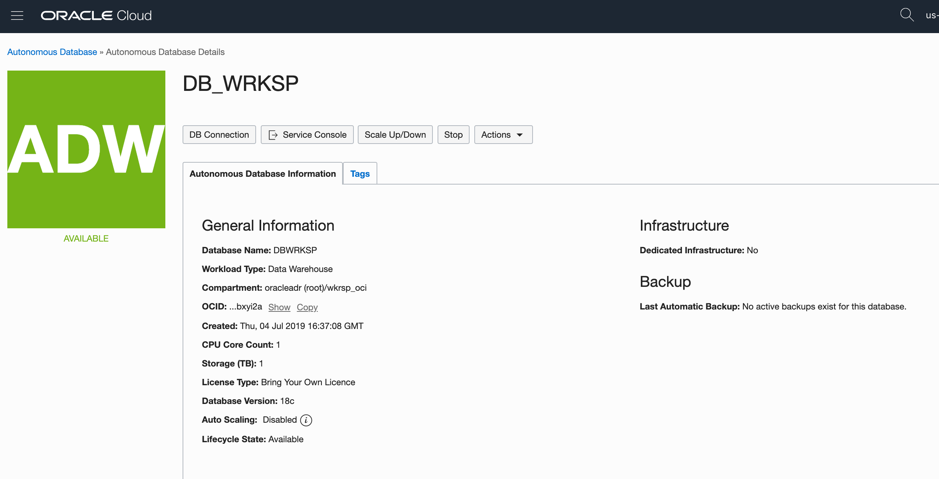 ORACLE Cloud
us-
Autonomous Database » Autonomous Database Details
ADW
AVAILABLE
DB_WRKSP
DB Connection
Service Console
Scale Up/Down
Stop
Actions
Autonomous Database Information
Tags
General Information
Database Name: DBWRKSP
Workload Type: Data Warehouse
Compartment: oracleadr (root)/wkrsp_oci
OCID: ...bxyi2a Show Copy
Created: Thu, 04 Jul 2019 16:37:08 GMT
CPU Core Count: 1
Storage (TB): 1
License Type: Bring Your Own Licence
Database Version: 18c
Auto Scaling: Disabled i
Lifecycle State: Available
Infrastructure
Dedicated Infrastructure: No
Backup
Last Automatic Backup: No active backups exist for this database.